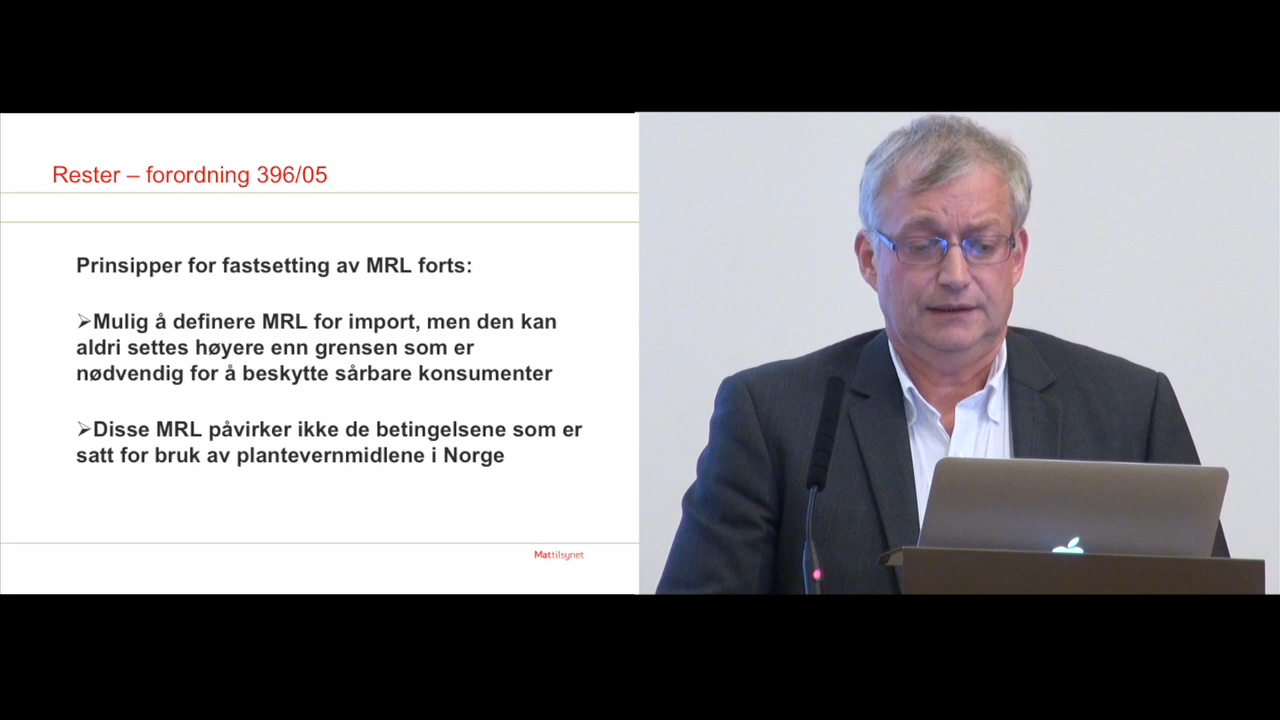 Rester – forordning 396/05
Prinsipper for fastsetting av MRL forts:
➢Mulig å definere MRL for import, men den kan
aldri settes høyere enn grensen som er
nødvendig for å beskytte sårbare konsumenter
➢Disse MRL påvirker ikke de betingelsene som er
satt for bruk av plantevernmidlene i Norge
Mattilsynet